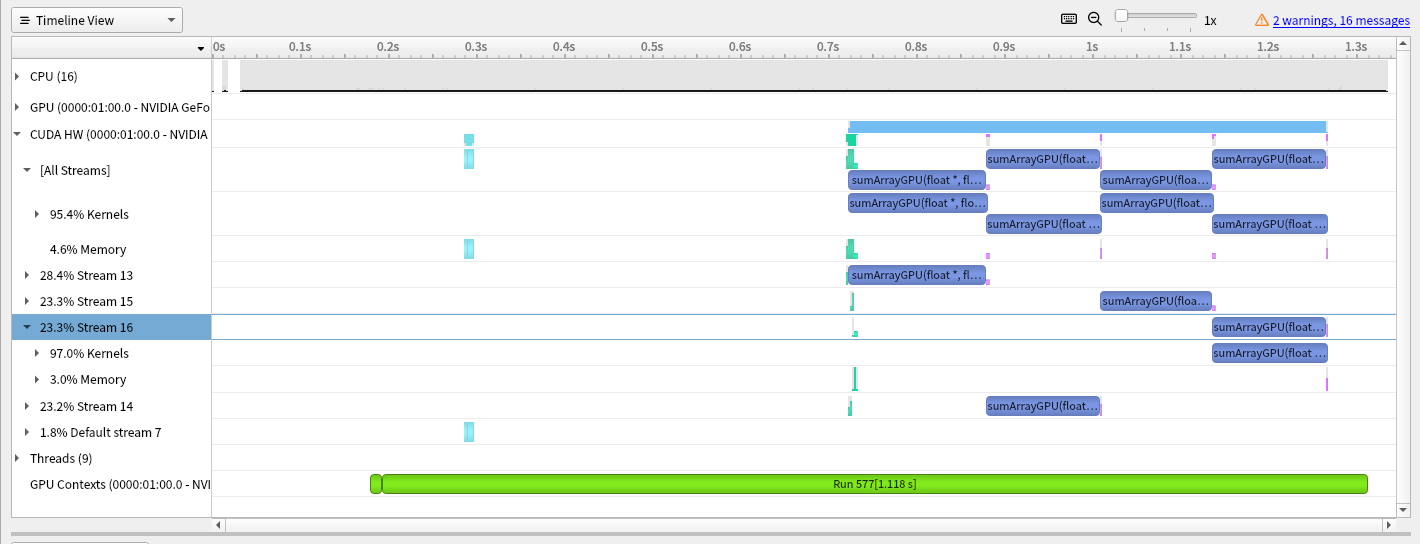 Timeline View
1x
2 warnings, 16 messages
0s 0.1s 0.2s 0.3s 0.4s 0.5s 0.6s 0.7s 0.8s 0.9s 1s 1.1s 1.2s 1.3s
CPU (16)
GPU (0000:01:00.0 - NVIDIA GeFo
CUDA HW (0000:01:00.0 - NVIDIA
[All Streams]
sumArrayGPU(float... sumArrayGPU(float...
sumArrayGPU(float *, fl... sumArrayGPU(floa...
95.4% Kernels
sumArrayGPU(float *, flo... sumArrayGPU(float...
sumArrayGPU(float ... sumArrayGPU(float ...
4.6% Memory
28.4% Stream 13 sumArrayGPU(float *, fl...
23.3% Stream 15 sumArrayGPU(floa...
23.3% Stream 16 sumArrayGPU(float...
97.0% Kernels sumArrayGPU(float ...
3.0% Memory
23.2% Stream 14 sumArrayGPU(float...
1.8% Default stream 7
Threads (9)
GPU Contexts (0000:01:00.0 - NVI Run 577[1.118 s]